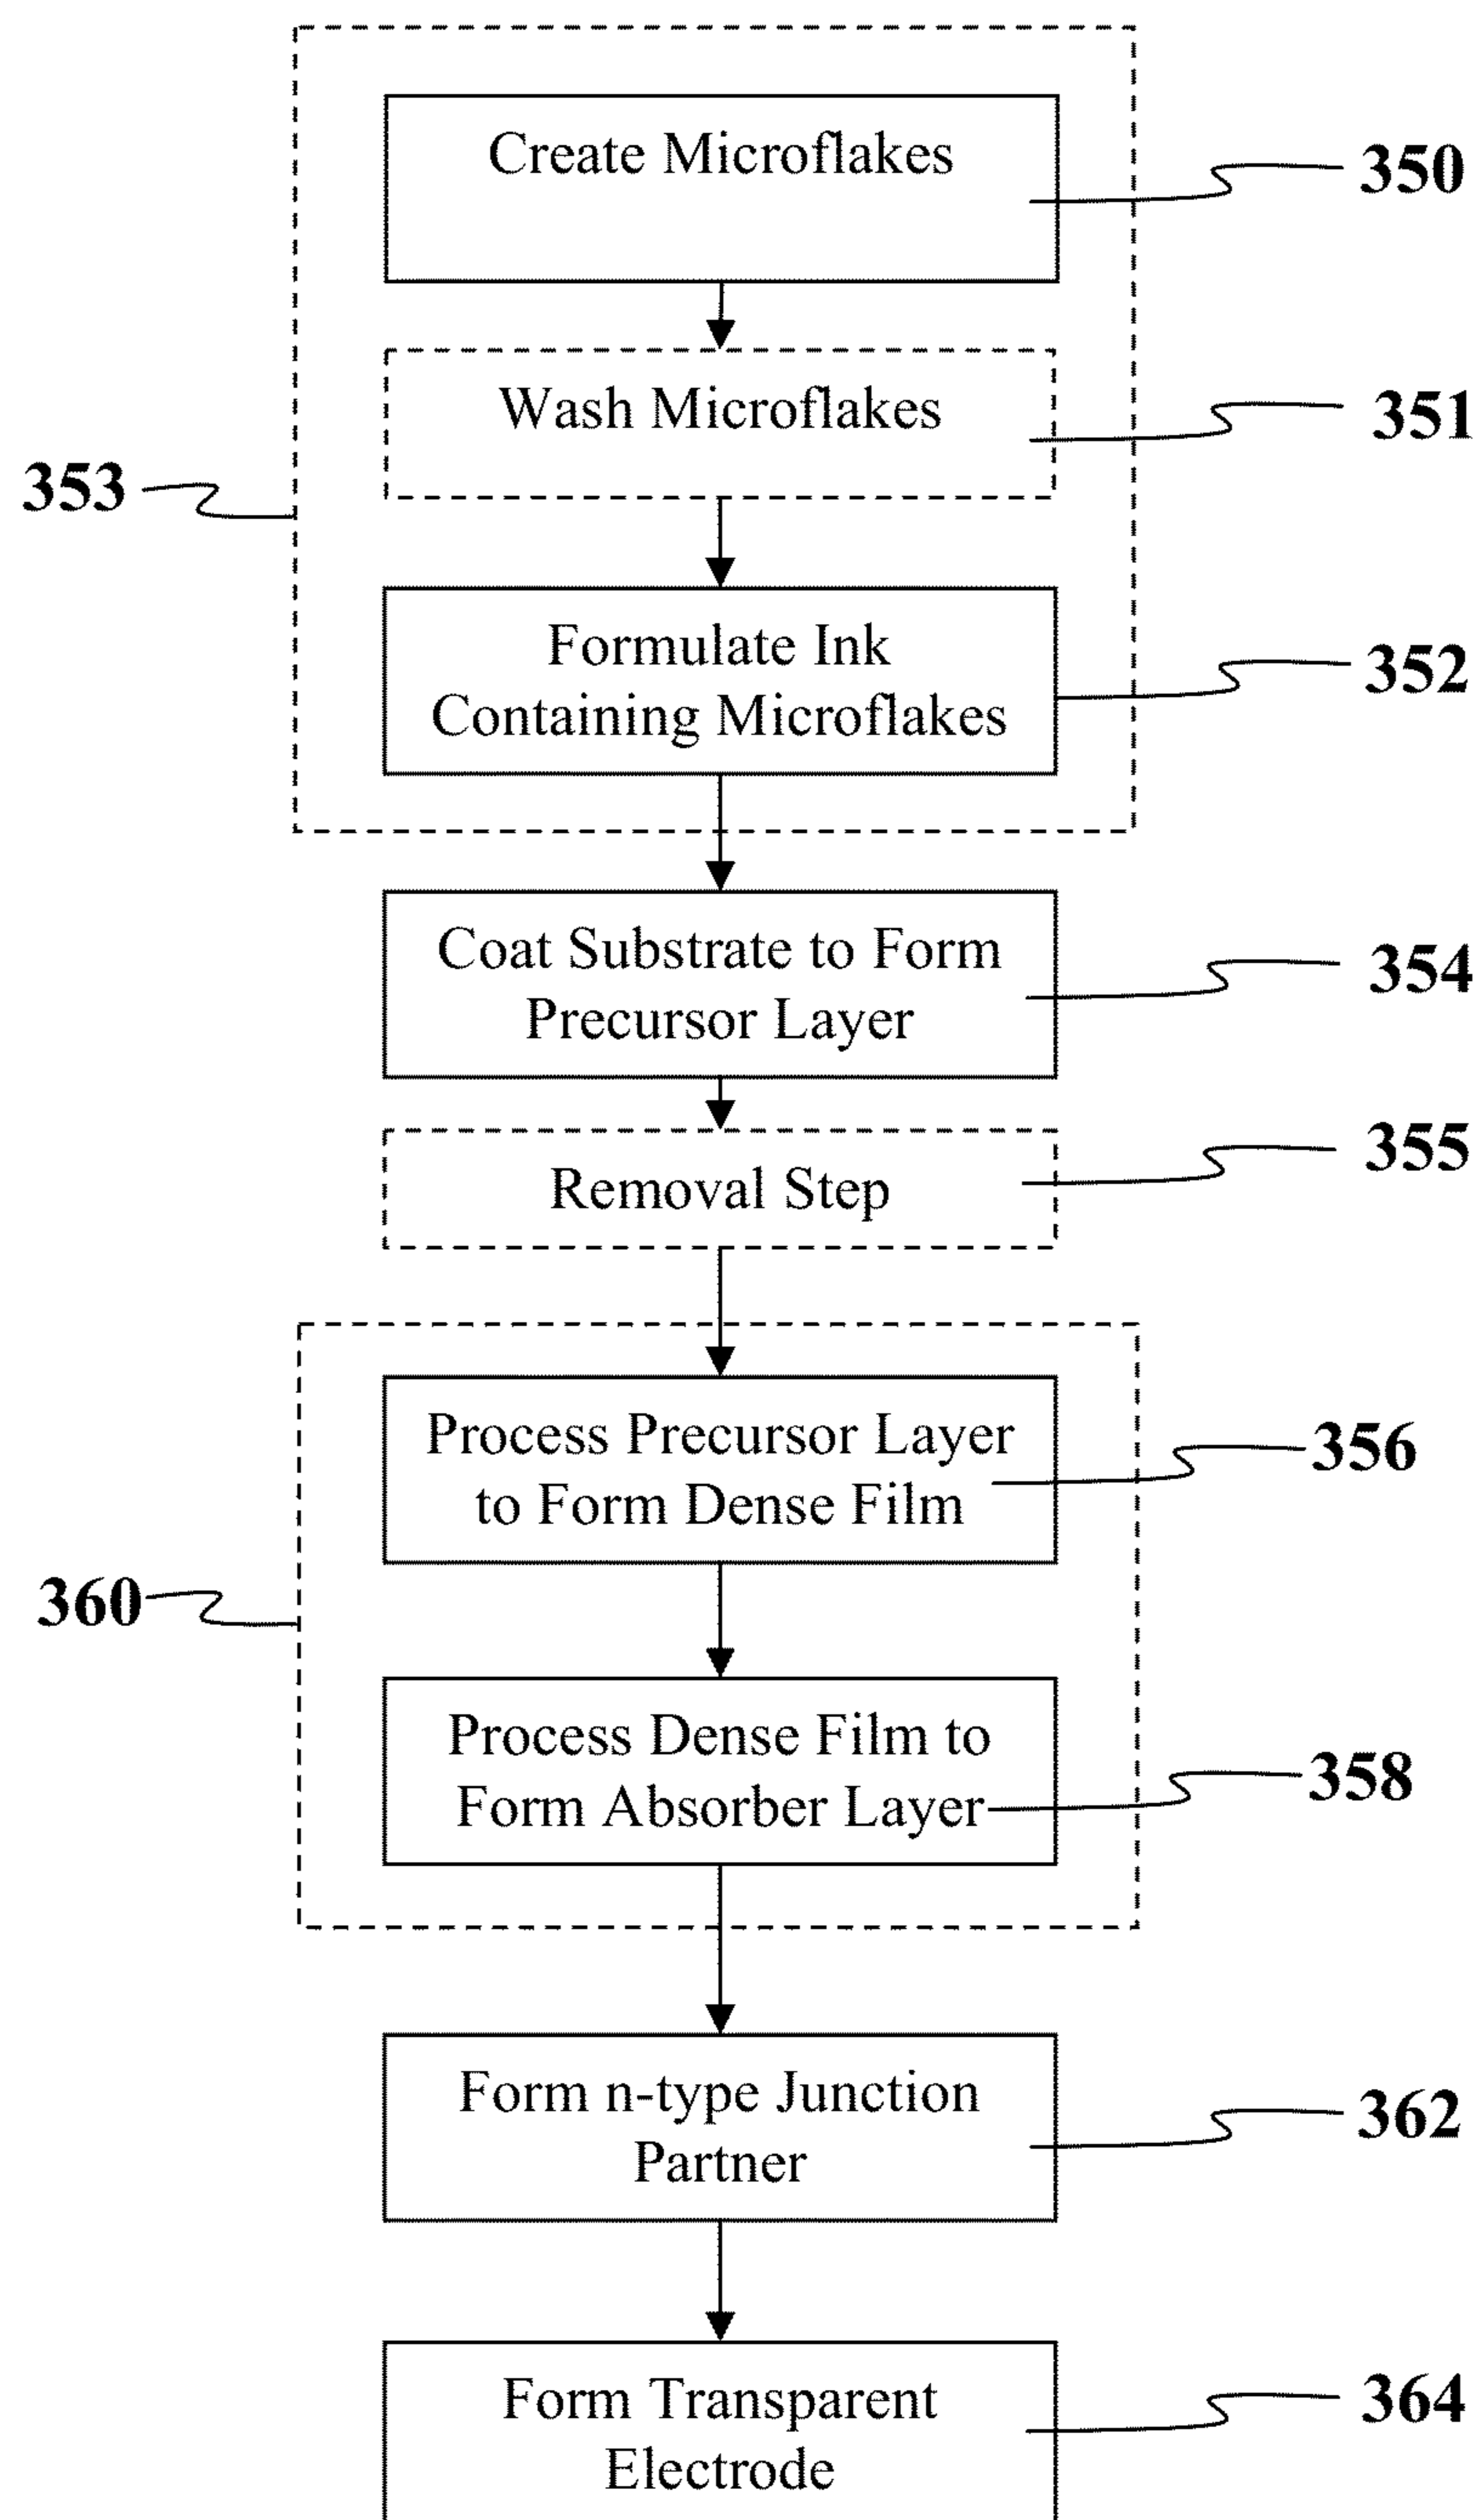 Create Microflakes
350
Wash Microflakes
351
353
Formulate Ink
Containing Microflakes
352
Coat Substrate to Form
Precursor Layer
354
Removal Step
355
Process Precursor Layer
to Form Dense Film
356
360
Process Dense Film to
Form Absorber Layer
358
Form n-type Junction
Partner
362
Form Transparent
Electrode
364